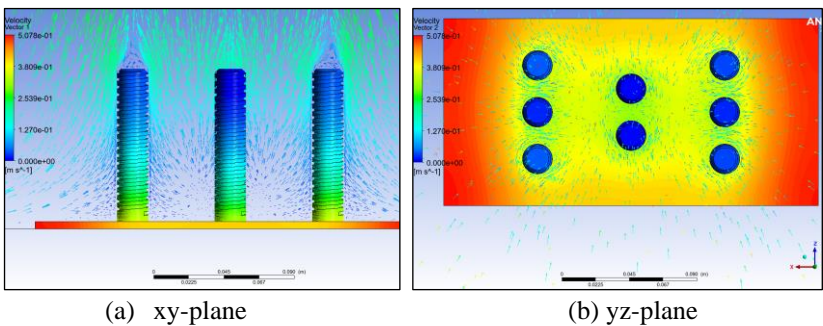 Velocity
Vector 1
5.078e-01
3.809e-01
2.539e-01
1.270e-01
0.000e+00
[m s^-1]
0 0.045 0.090 (m)
0.0225 0.067
Velocity
Vector 2
5.078e-01
3.809e-01
2.539e-01
1.270e-01
0.000e+00
[m s^-1]
AN
0 0.045 0.090 (m)
0.0225 0.067
z
x
(a) xy-plane
(b) yz-plane